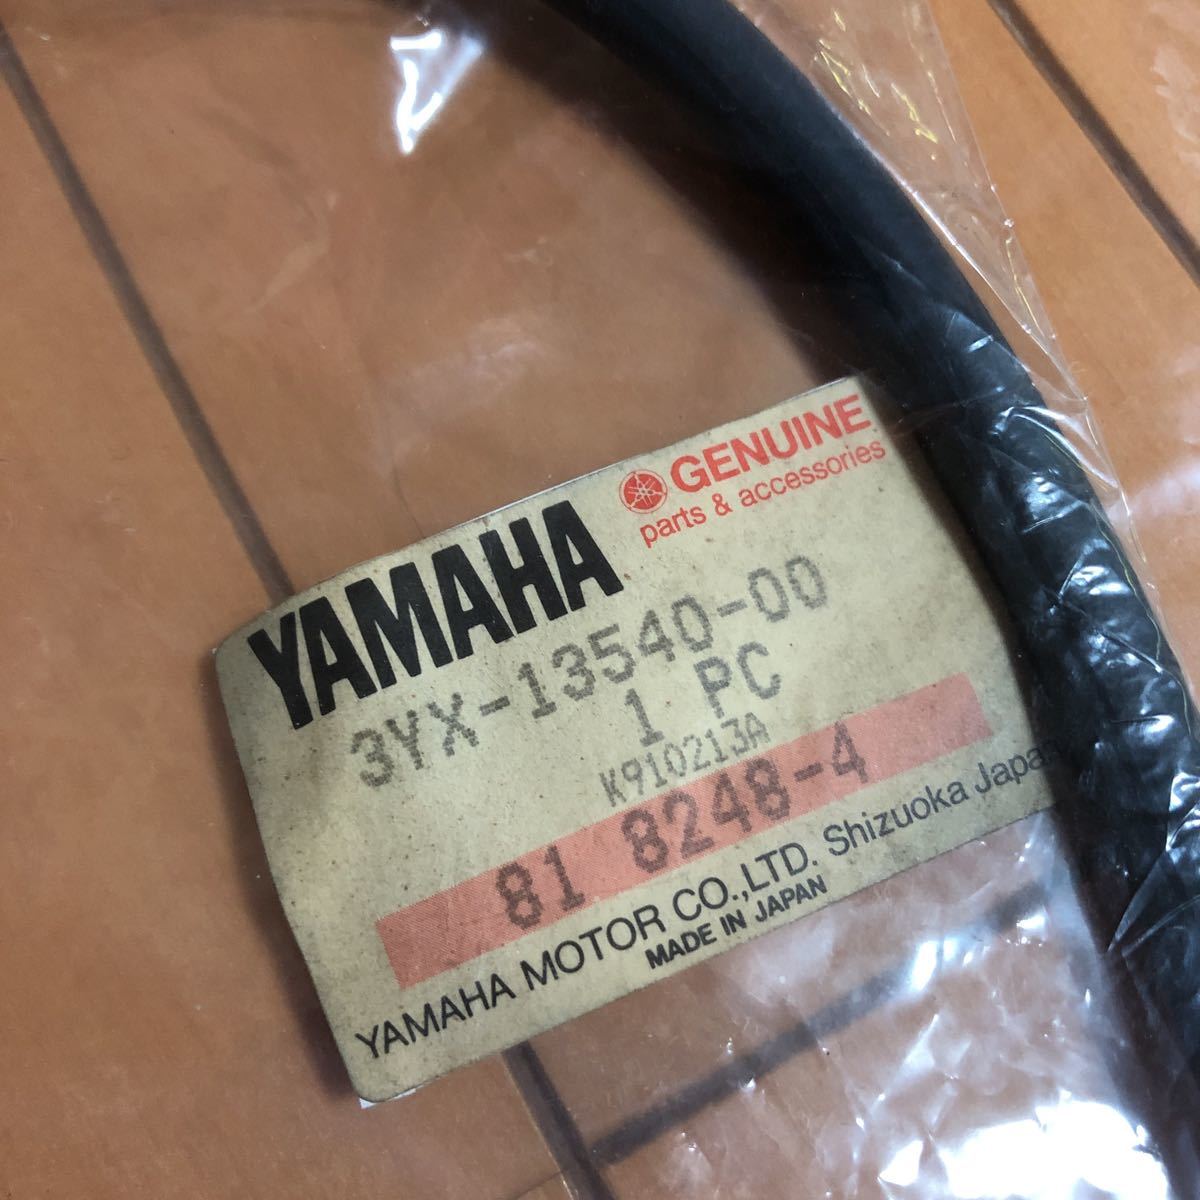 GENUINE
parts & accessories
YAMAHA
3YX-13540-00
1 PC
K910213A
81 8248-4
YAMAHA MOTOR CO.,LTD. Shizuoka Japan
MADE IN JAPAN